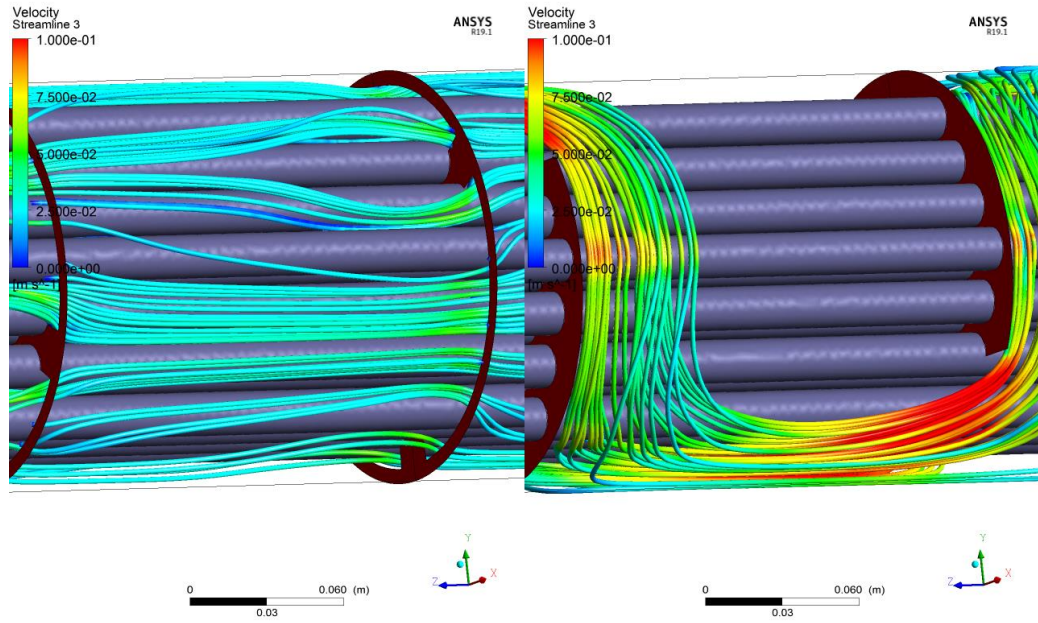 Velocity
Streamline 3
1.000e-01
7.500e-02
5.000e-02
2.500e-02
0.000e+00
[m s^-1]
ANSYS
R19.1
Y
Z
X
0
0.060 (m)
0.03
Velocity
Streamline 3
1.000e-01
7.500e-02
5.000e-02
2.500e-02
0.000e+00
[m s^-1]
ANSYS
R19.1
Y
Z
X
0
0.060 (m)
0.03